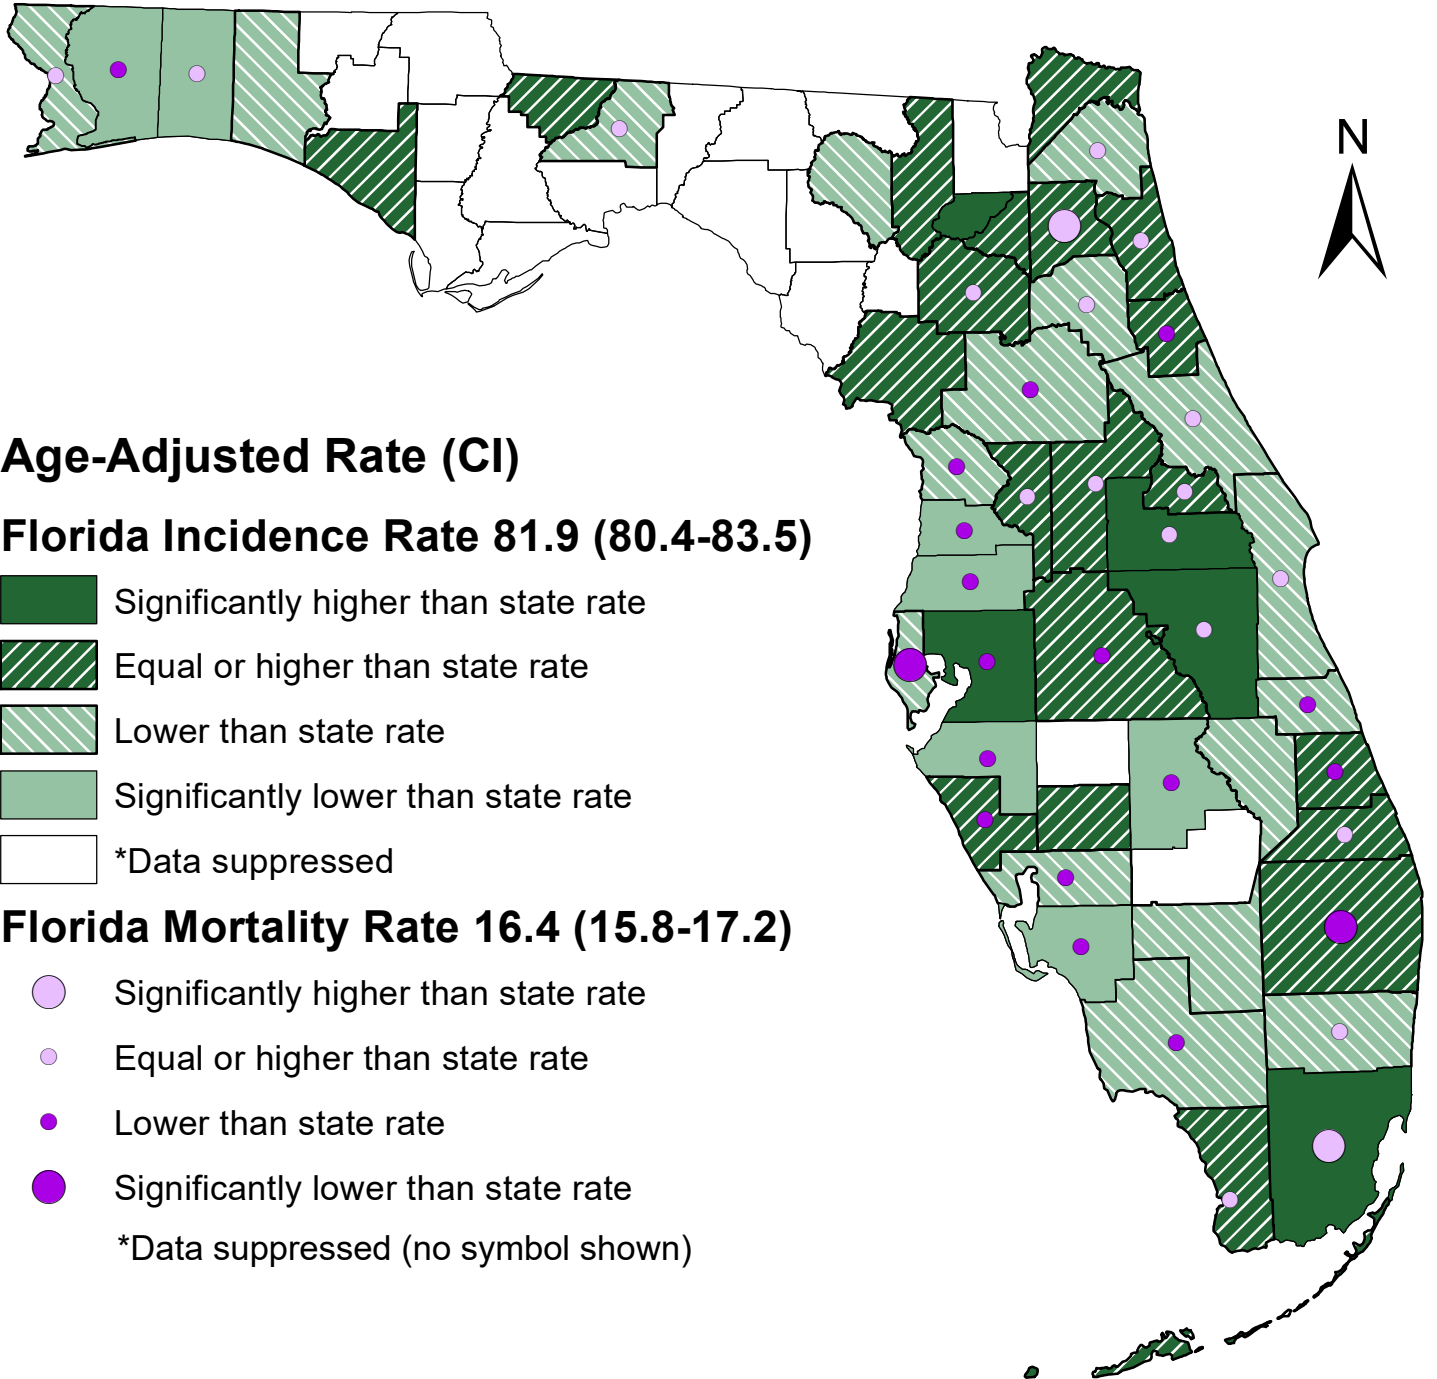 N
Age-Adjusted Rate (CI)
Florida Incidence Rate 81.9 (80.4-83.5)
Significantly higher than state rate
Equal or higher than state rate
Lower than state rate
Significantly lower than state rate
*Data suppressed
Florida Mortality Rate 16.4 (15.8-17.2)
Significantly higher than state rate
Equal or higher than state rate
Lower than state rate
Significantly lower than state rate
*Data suppressed (no symbol shown)